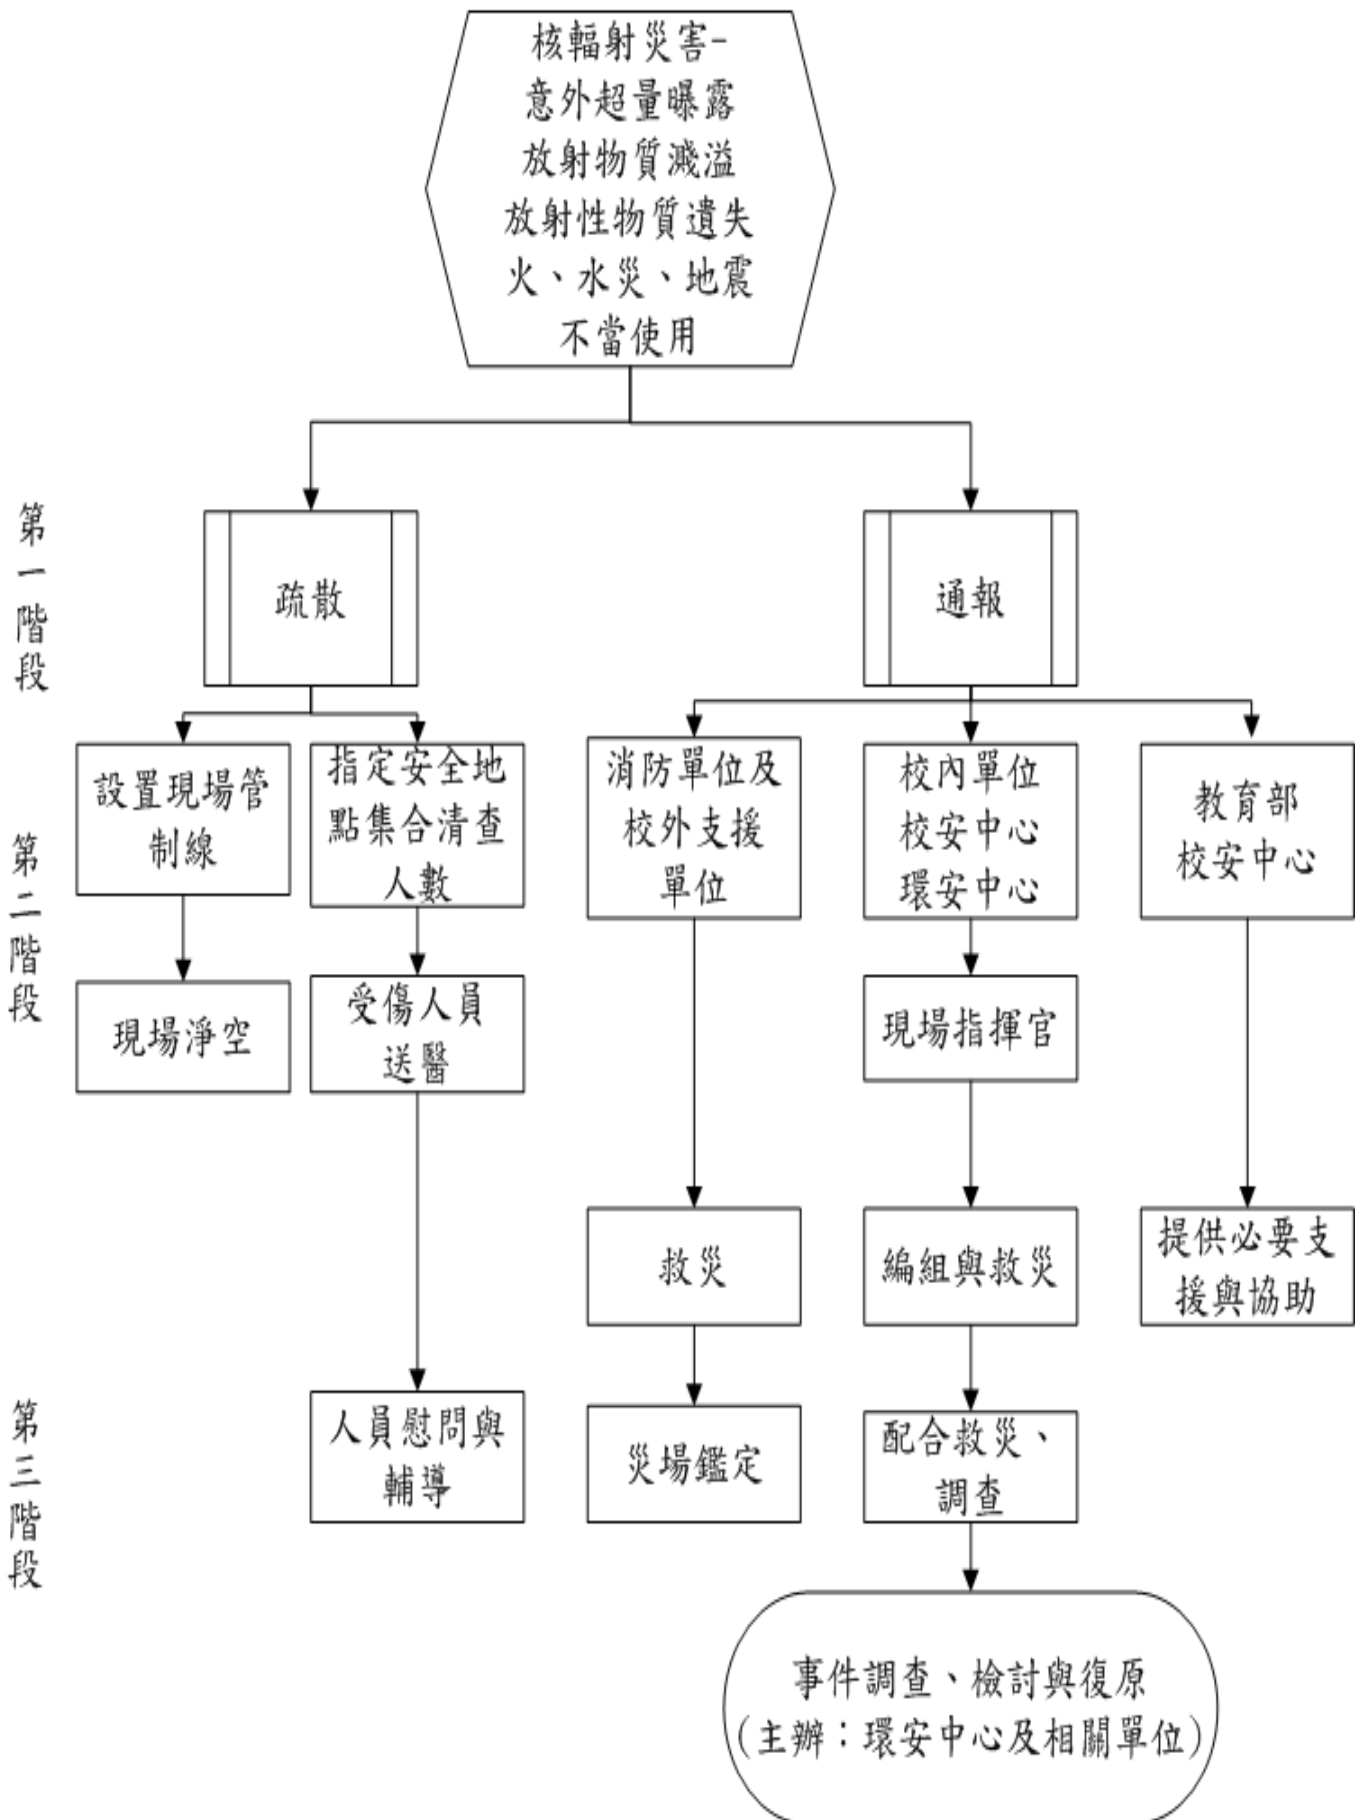 核輻射災害-
意外超量曝露
放射物質濺溢
放射性物質遺失
火、水災、地震
不當使用
第一階段
疏散
通報
第二階段
設置現場管
制線
指定安全地
點集合清查
人數
消防單位及
校外支援
單位
校內單位
校安中心
環安中心
教育部
校安中心
現場淨空
受傷人員
送醫
現場指揮官
救災
編組與救災
提供必要支
援與協助
第三階段
人員慰問與
輔導
災場鑑定
配合救災、
調查
事件調查、檢討與復原
(主辦：環安中心及相關單位)